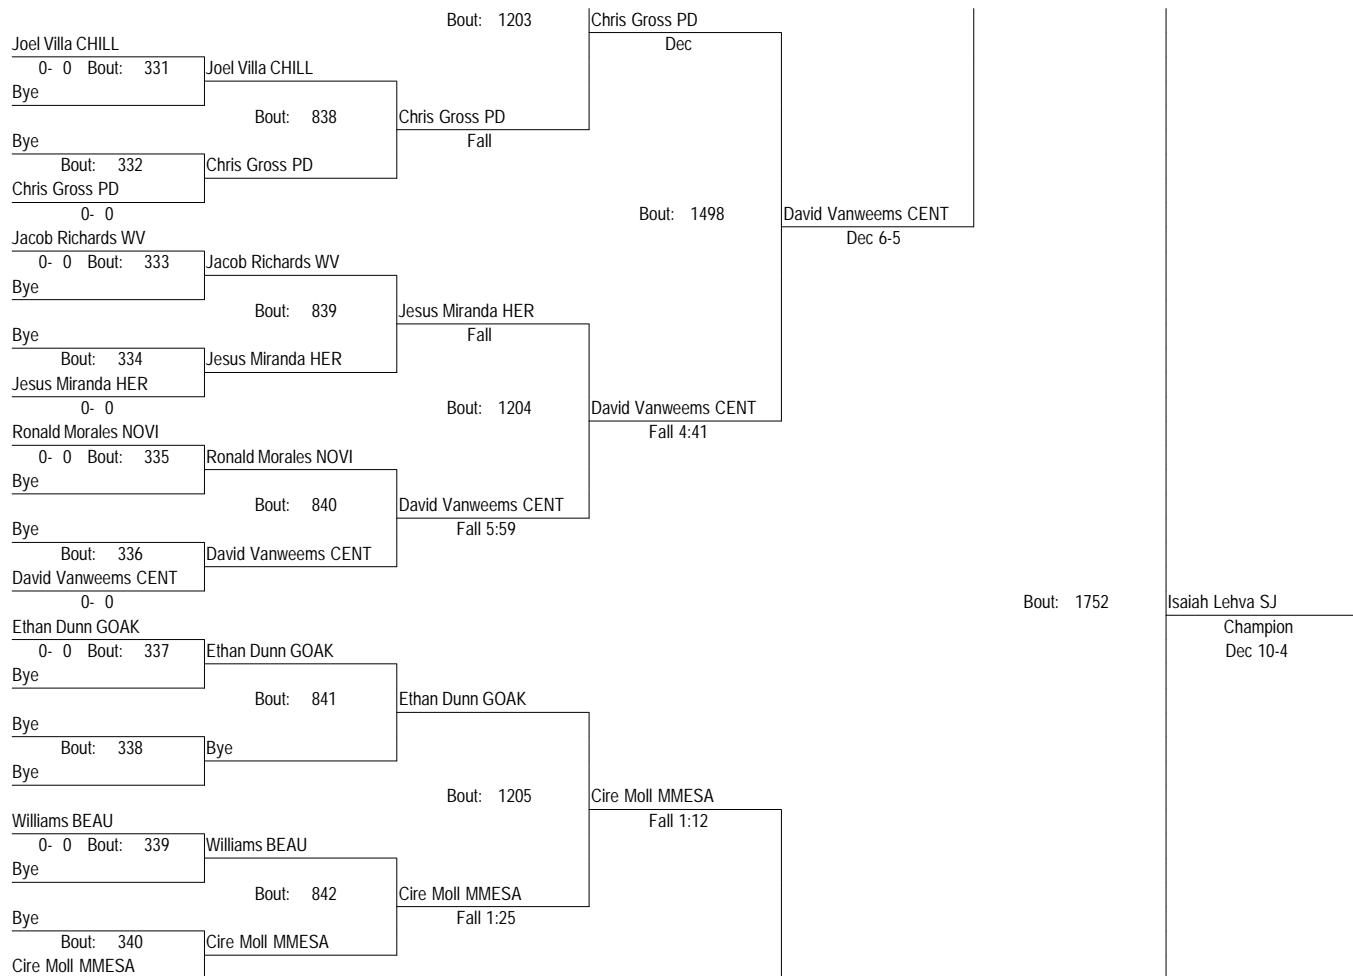 Bout: 1203 Chris Gross PD
Joel Villa CHILL Dec
0- 0 Bout: 331 Joel Villa CHILL
Bye
Bout: 838 Chris Gross PD
Bye Fall
Bout: 332 Chris Gross PD
Chris Gross PD
0- 0 Bout: 1498 David Vanweems CENT
Jacob Richards WV Dec 6-5
0- 0 Bout: 333 Jacob Richards WV
Bye
Bout: 839 Jesus Miranda HER
Bye Fall
Bout: 334 Jesus Miranda HER
Jesus Miranda HER
0- 0 Bout: 1204 David Vanweems CENT
Ronald Morales NOVI Fall 4:41
0- 0 Bout: 335 Ronald Morales NOVI
Bye
Bout: 840 David Vanweems CENT
Bye Fall 5:59
Bout: 336 David Vanweems CENT
David Vanweems CENT
0- 0 Bout: 1752 Isaiah Lehva SJ
Ethan Dunn GOAK Champion
0- 0 Bout: 337 Ethan Dunn GOAK Dec 10-4
Bye
Bout: 841 Ethan Dunn GOAK
Bye
Bout: 338 Bye
Bye
Bout: 1205 Cire Moll MMESA
Williams BEAU Fall 1:12
0- 0 Bout: 339 Williams BEAU
Bye
Bout: 842 Cire Moll MMESA
Bye Fall 1:25
Bout: 340 Cire Moll MMESA
Cire Moll MMESA